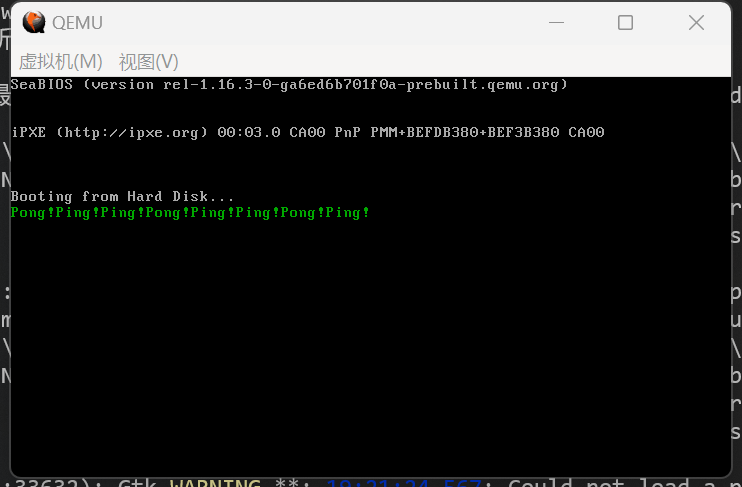 QEMU
虚拟机(M) 视图(V)
SeaBIOS (version rel-1.16.3-0-ga6ed6b701f0a-prebuilt.qemu.org)
iPXE (http://ipxe.org) 00:03.0 CA00 PnP PMM+BEFDB380+BEF3B380 CA00
Booting from Hard Disk...
Pong!Ping!Ping!Pong!Ping!Ping!Pong!Ping!
:33632): Gtk-WARNING **: 19:21:24.567: Could not load a